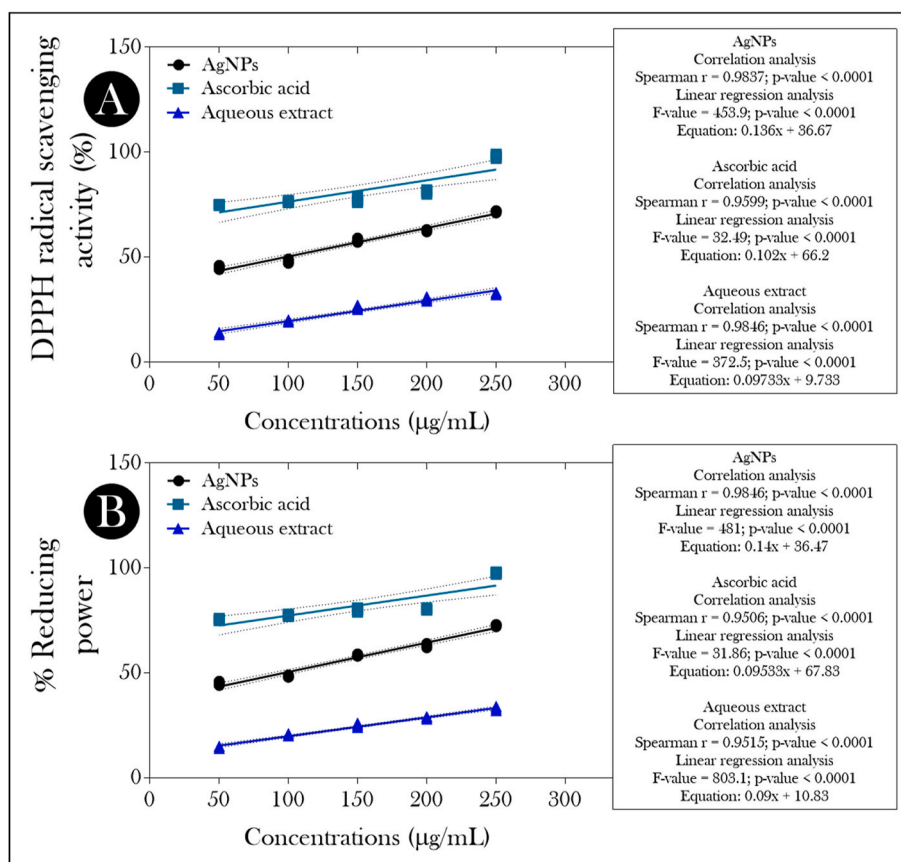 A
DPPH radical scavenging
activity (%)
150
100
50
0
AgNPs
Ascorbic acid
Aqueous extract
0 50 100 150 200 250 300
Concentrations (µg/mL)
AgNPs
Correlation analysis
Spearman r = 0.9837; p-value < 0.0001
Linear regression analysis
F-value = 453.9; p-value < 0.0001
Equation: 0.136x + 36.67
Ascorbic acid
Correlation analysis
Spearman r = 0.9599; p-value < 0.0001
Linear regression analysis
F-value = 32.49; p-value < 0.0001
Equation: 0.102x + 66.2
Aqueous extract
Correlation analysis
Spearman r = 0.9846; p-value < 0.0001
Linear regression analysis
F-value = 372.5; p-value < 0.0001
Equation: 0.09733x + 9.733
B
% Reducing
power
150
100
50
0
AgNPs
Ascorbic acid
Aqueous extract
0 50 100 150 200 250 300
Concentrations (µg/mL)
AgNPs
Correlation analysis
Spearman r = 0.9846; p-value < 0.0001
Linear regression analysis
F-value = 481; p-value < 0.0001
Equation: 0.14x + 36.47
Ascorbic acid
Correlation analysis
Spearman r = 0.9506; p-value < 0.0001
Linear regression analysis
F-value = 31.86; p-value < 0.0001
Equation: 0.09533x + 67.83
Aqueous extract
Correlation analysis
Spearman r = 0.9515; p-value < 0.0001
Linear regression analysis
F-value = 803.1; p-value < 0.0001
Equation: 0.09x + 10.83